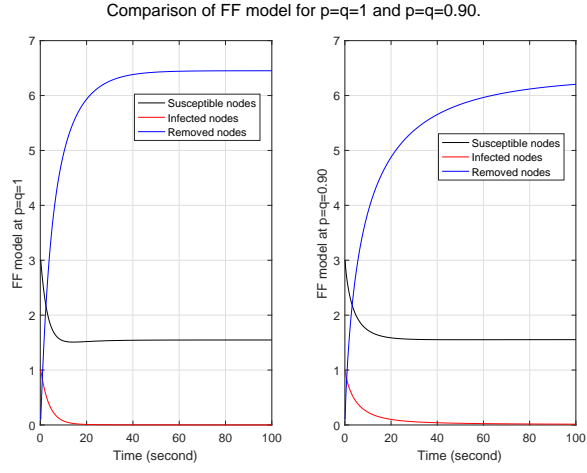 Comparison of FF model for p=q=1 and p=q=0.90.
FF model at p=q=1
7
6
5
4
3
2
1
0
Susceptible nodes
Infected nodes
Removed nodes
0 20 40 60 80 100
Time (second)
FF model at p=q=0.90
7
6
5
4
3
2
1
0
Susceptible nodes
Infected nodes
Removed nodes
0 20 40 60 80 100
Time (second)